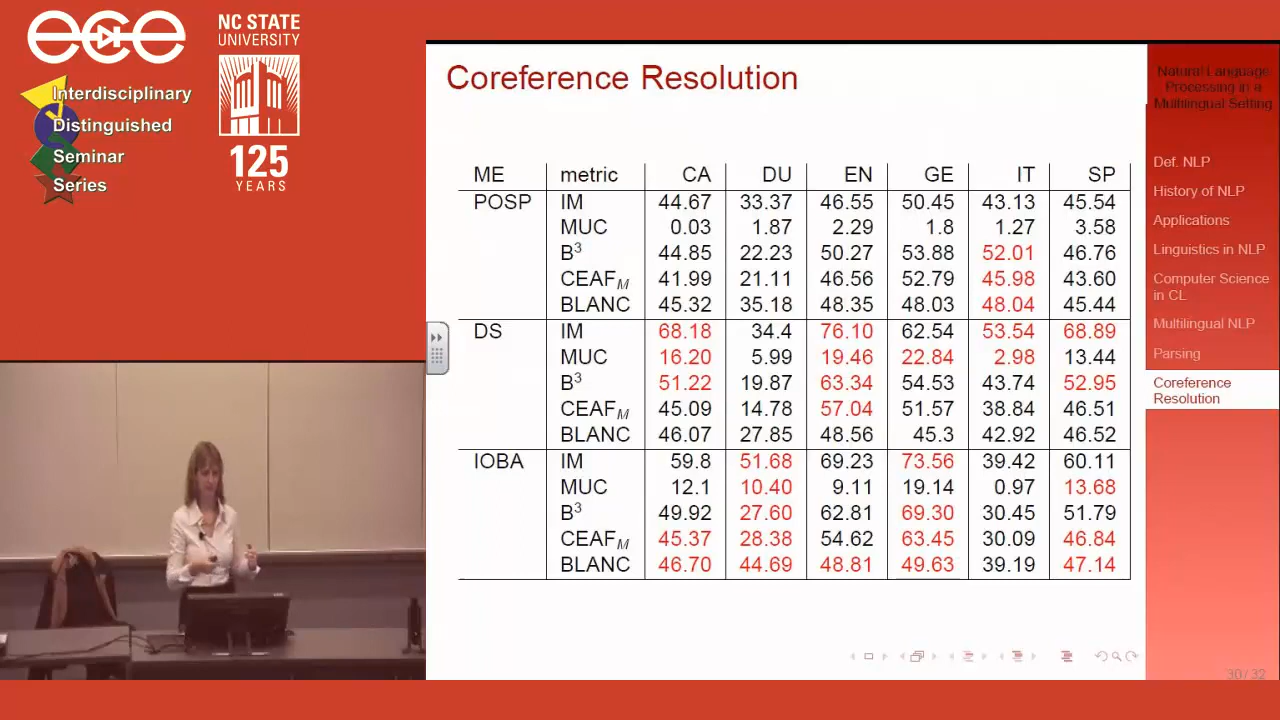 ece
NC STATE
UNIVERSITY
Interdisciplinary
Distinguished
Seminar
Series
125
YEARS
Coreference Resolution
ME metric CA DU EN GE IT SP
POSP IM 44.67 33.37 46.55 50.45 43.13 45.54
MUC 0.03 1.87 2.29 1.8 1.27 3.58
B³ 44.85 22.23 50.27 53.88 52.01 46.76
CEAF_M 41.99 21.11 46.56 52.79 45.98 43.60
BLANC 45.32 35.18 48.35 48.03 48.04 45.44
DS IM 68.18 34.4 76.10 62.54 53.54 68.89
MUC 16.20 5.99 19.46 22.84 2.98 13.44
B³ 51.22 19.87 63.34 54.53 43.74 52.95
CEAF_M 45.09 14.78 57.04 51.57 38.84 46.51
BLANC 46.07 27.85 48.56 45.3 42.92 46.52
IOBA IM 59.8 51.68 69.23 73.56 39.42 60.11
MUC 12.1 10.40 9.11 19.14 0.97 13.68
B³ 49.92 27.60 62.81 69.30 30.45 51.79
CEAF_M 45.37 28.38 54.62 63.45 30.09 46.84
BLANC 46.70 44.69 48.81 49.63 39.19 47.14
Natural Language
Processing in a
Multilingual Setting
Def. NLP
History of NLP
Applications
Linguistics in NLP
Computer Science
in CL
Multilingual NLP
Parsing
Coreference
Resolution
30 / 32